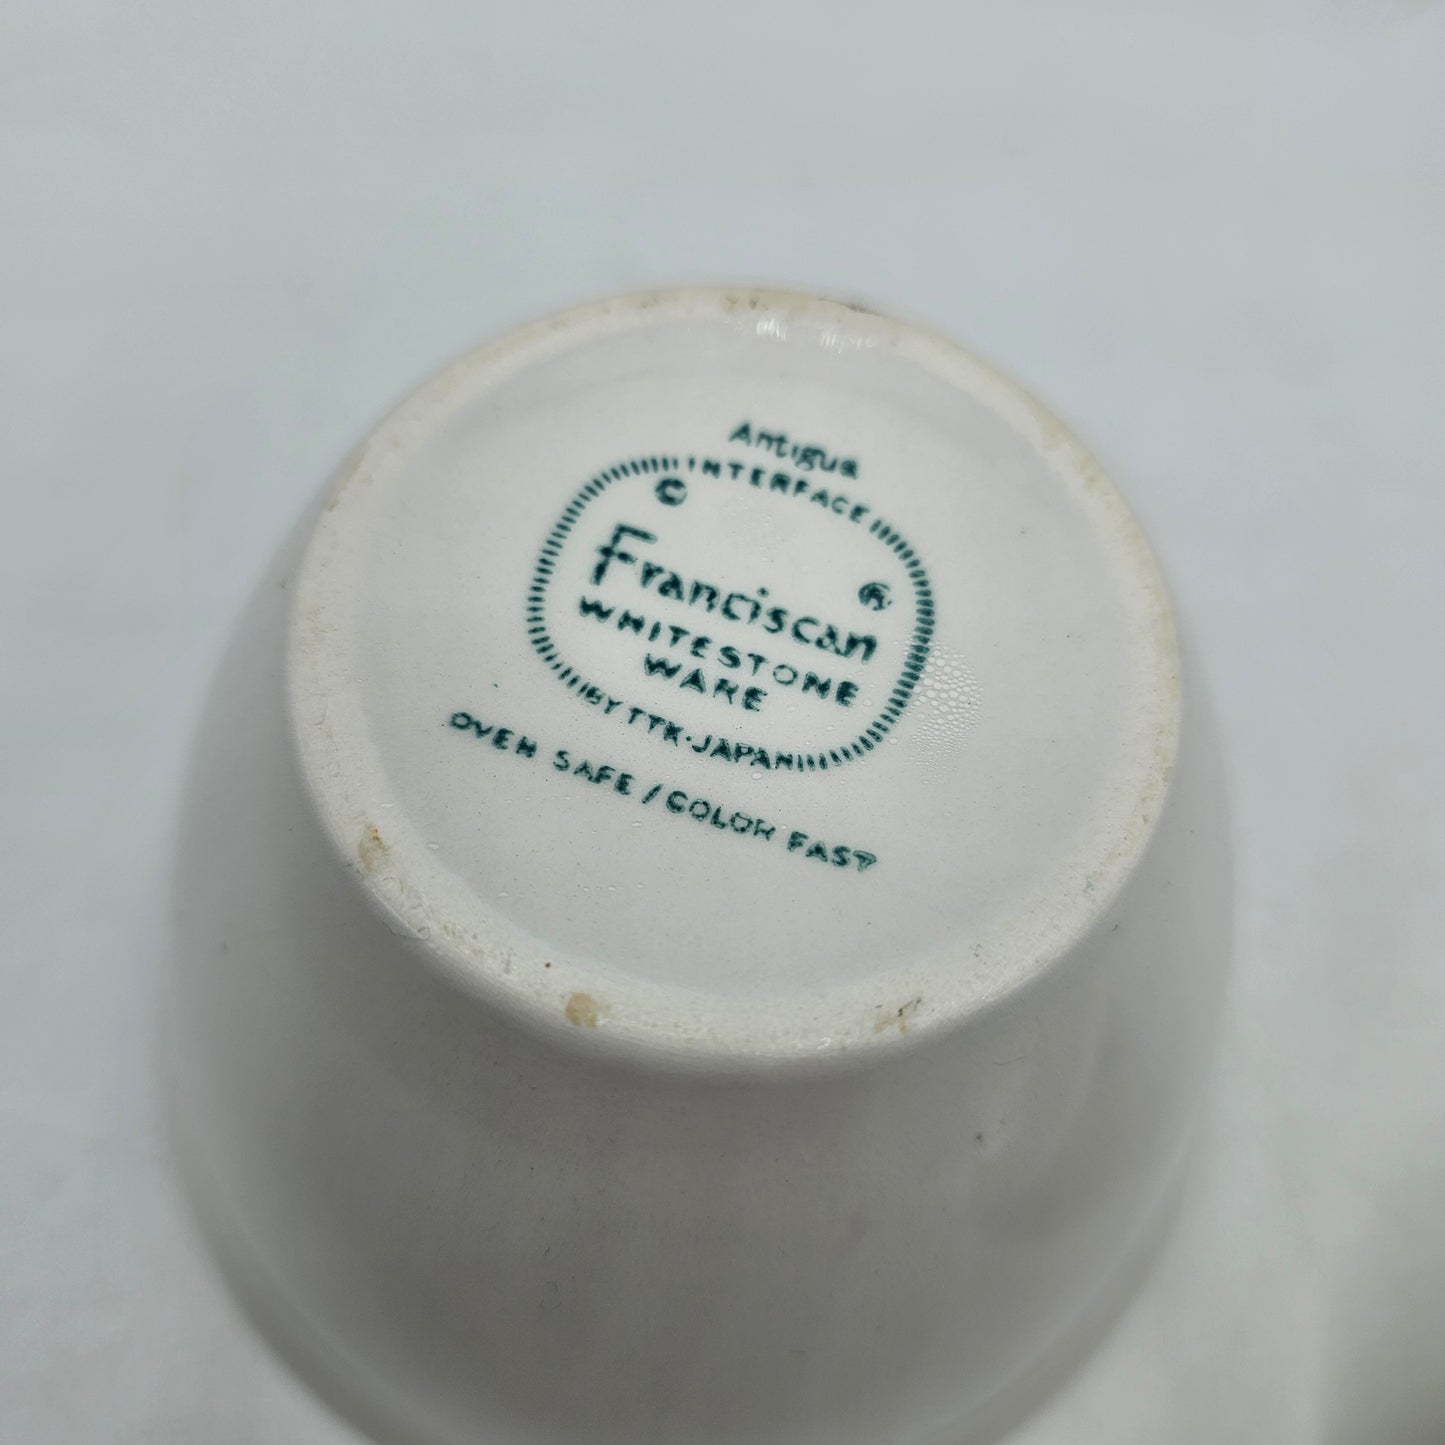 Antigua
INTERFACE
©
Franciscan ®
WHITESTONE
WARE
BY TTK·JAPAN
OVEN SAFE/COLOR FAST